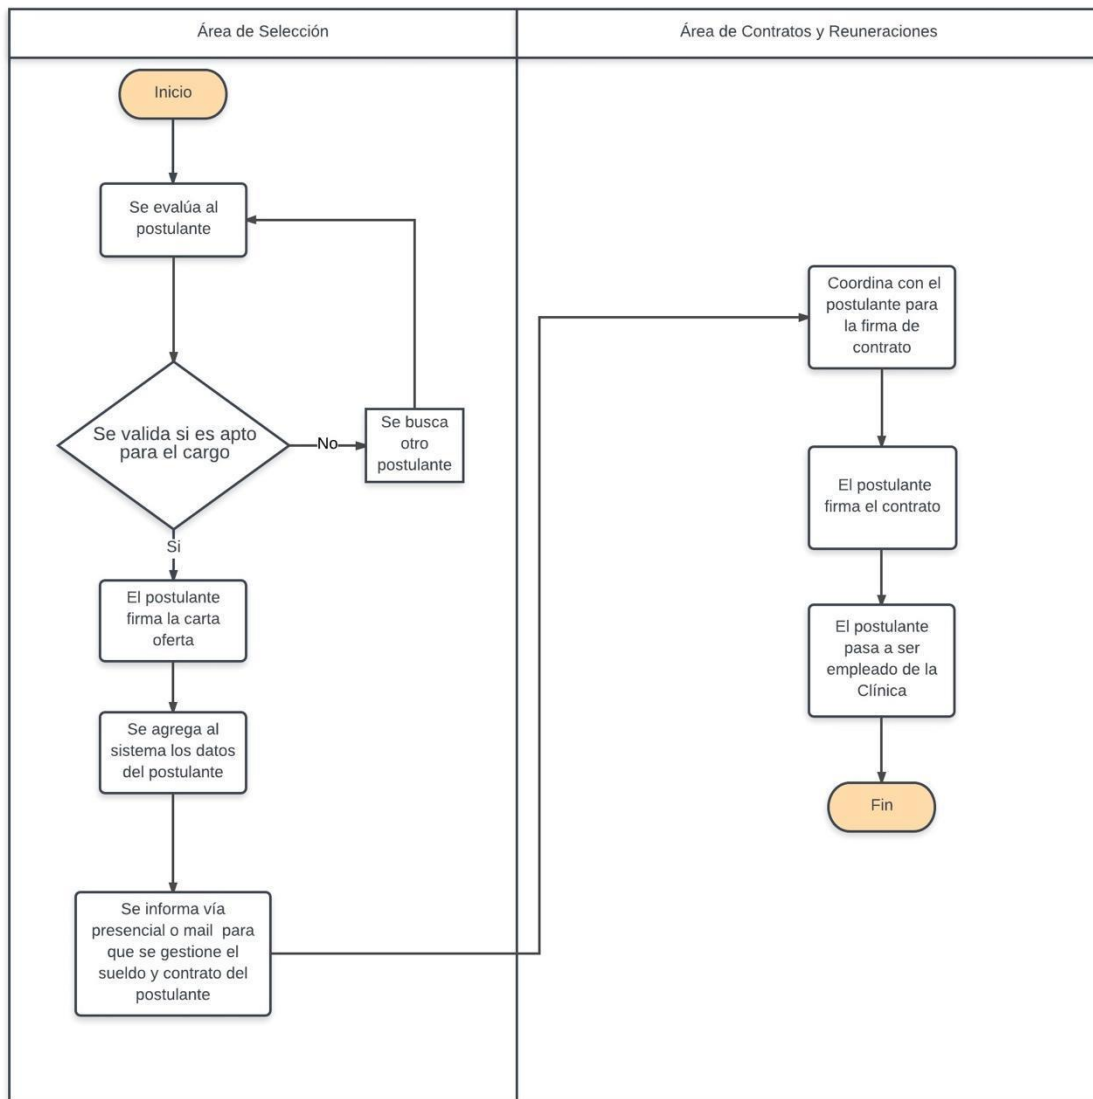 Área de Selección
Área de Contratos y Reuneraciones
Inicio
Se evalúa al
postulante
Se valida si es apto
para el cargo
No
Se busca
otro
postulante
Si
El postulante
firma la carta
oferta
Se agrega al
sistema los datos
del postulante
Se informa vía
presencial o mail para
que se gestione el
sueldo y contrato del
postulante
Coordina con el
postulante para
la firma de
contrato
El postulante
firma el contrato
El postulante
pasa a ser
empleado de la
Clínica
Fin